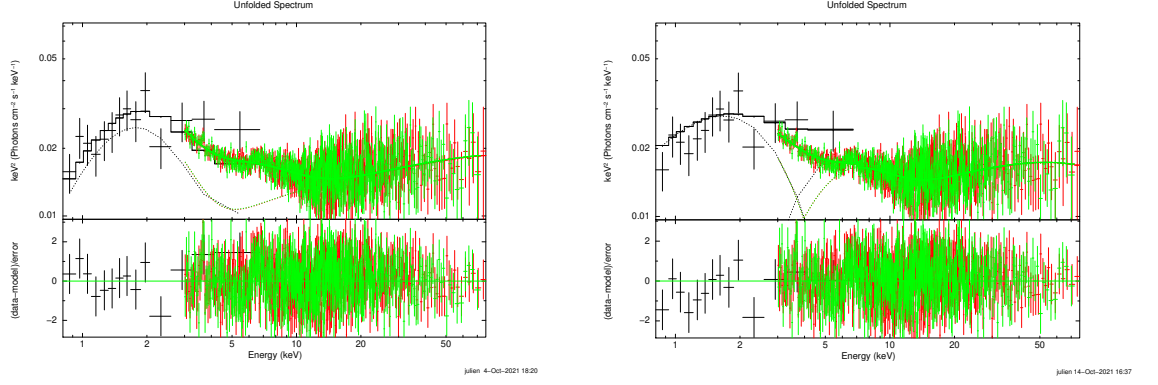 Unfolded Spectrum
keV² (Photons cm⁻² s⁻¹ keV⁻¹)
0.05
0.02
0.01
(data−model)/error
2
0
−2
1
2
5
10
20
50
Energy (keV)
julien 4−Oct−2021 18:20
Unfolded Spectrum
keV² (Photons cm⁻² s⁻¹ keV⁻¹)
0.05
0.02
0.01
(data−model)/error
2
0
−2
1
2
5
10
20
50
Energy (keV)
julien 14−Oct−2021 16:37